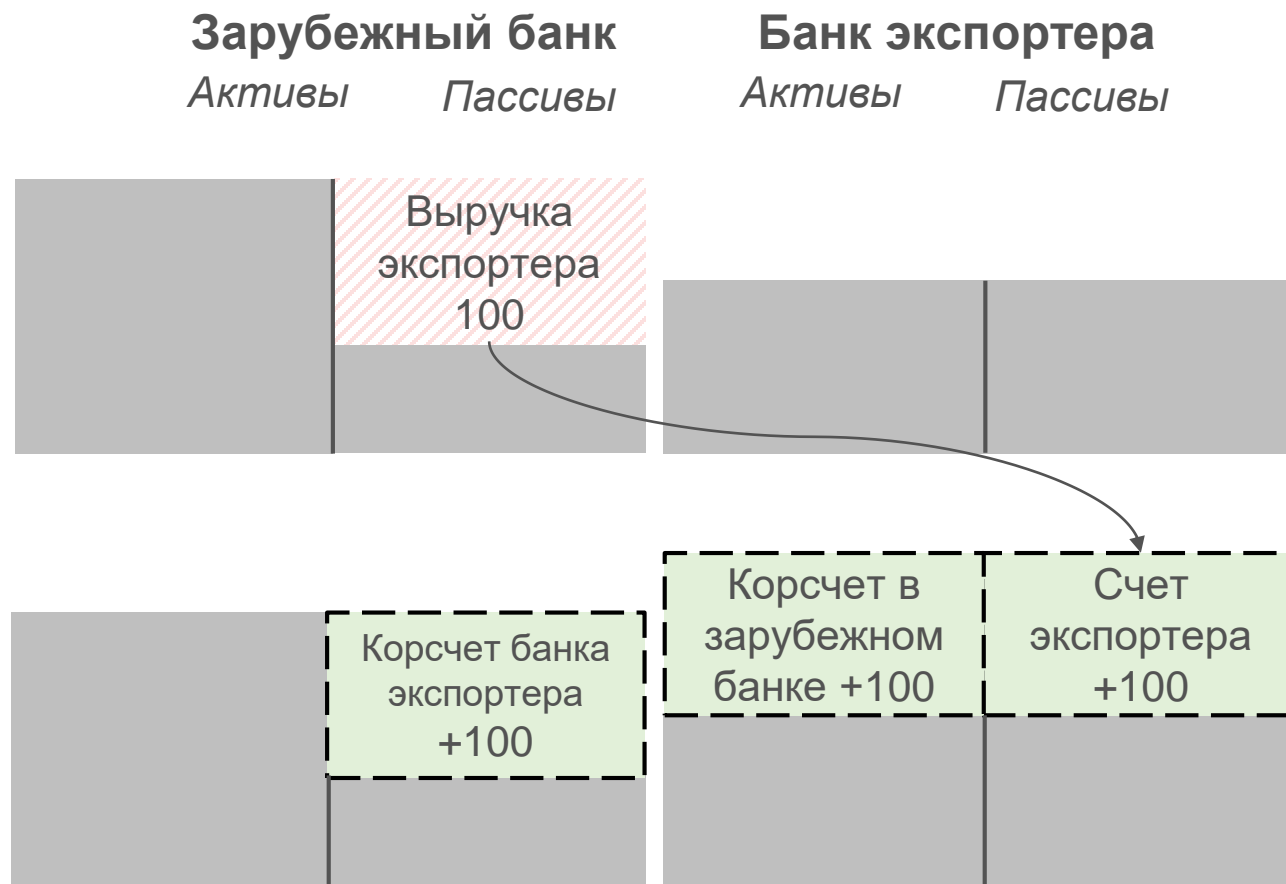 Зарубежный банк
Банк экспортера
Активы
Пассивы
Активы
Пассивы
Выручка
экспортера
100
Корсчет банка
экспортера
+100
Корсчет в
зарубежном
банке +100
Счет
экспортера
+100